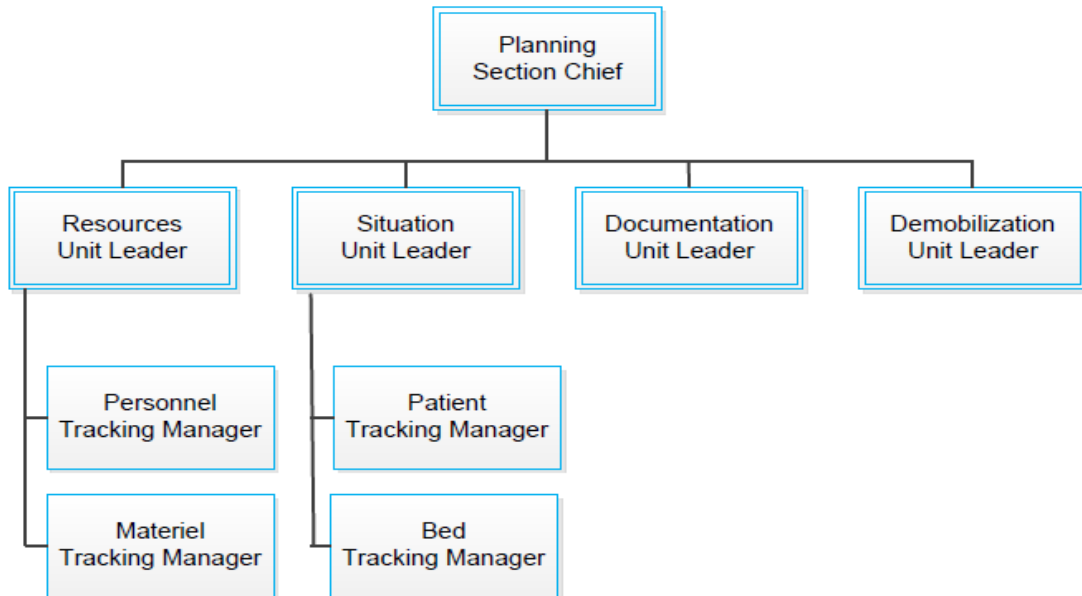 Planning
Section Chief
Resources
Unit Leader
Situation
Unit Leader
Documentation
Unit Leader
Demobilization
Unit Leader
Personnel
Tracking Manager
Patient
Tracking Manager
Materiel
Tracking Manager
Bed
Tracking Manager